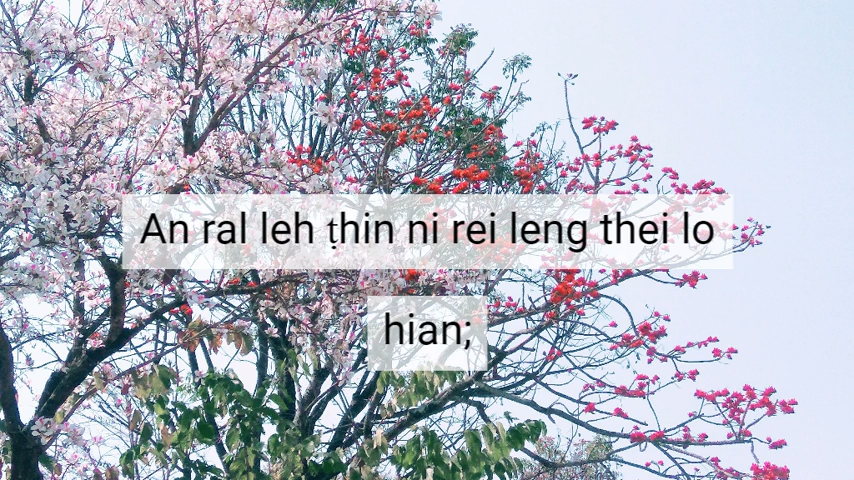 An ral leh ṭhin ni rei leng thei lo
hian;